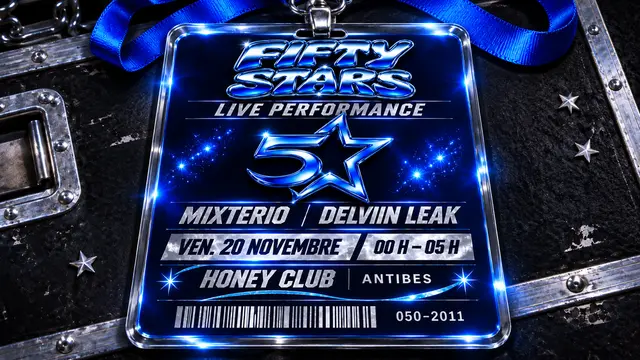 FIFTY
STARS
LIVE PERFORMANCE
5
MIXTERIO / DELVIIN LEAK
VEN. 20 NOVEMBRE / 00 H - 05 H
HONEY CLUB | ANTIBES
050-2011